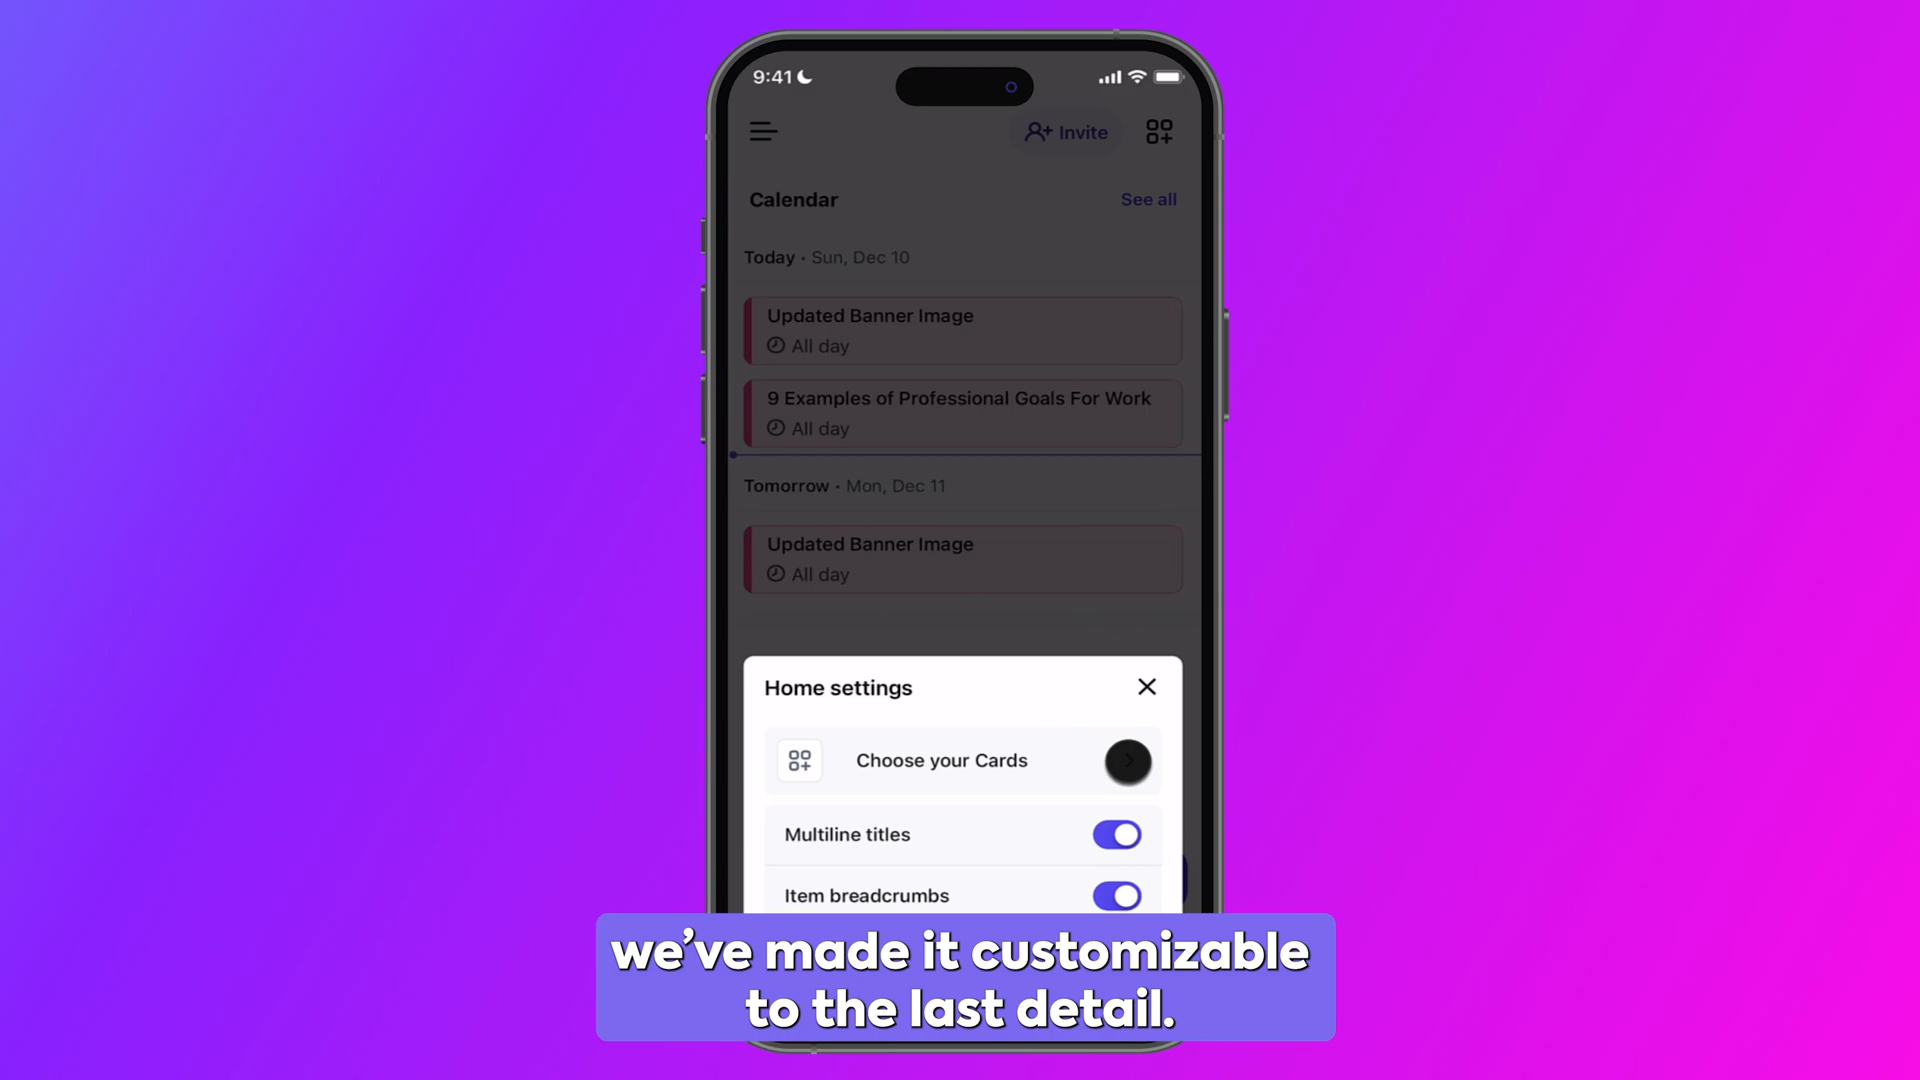 9:41
Invite
Calendar
See all
Today • Sun, Dec 10
Updated Banner Image
All day
9 Examples of Professional Goals For Work
All day
Tomorrow • Mon, Dec 11
Updated Banner Image
All day
Home settings
Choose your Cards
Multiline titles
Item breadcrumbs
we’ve made it customizable
to the last detail.